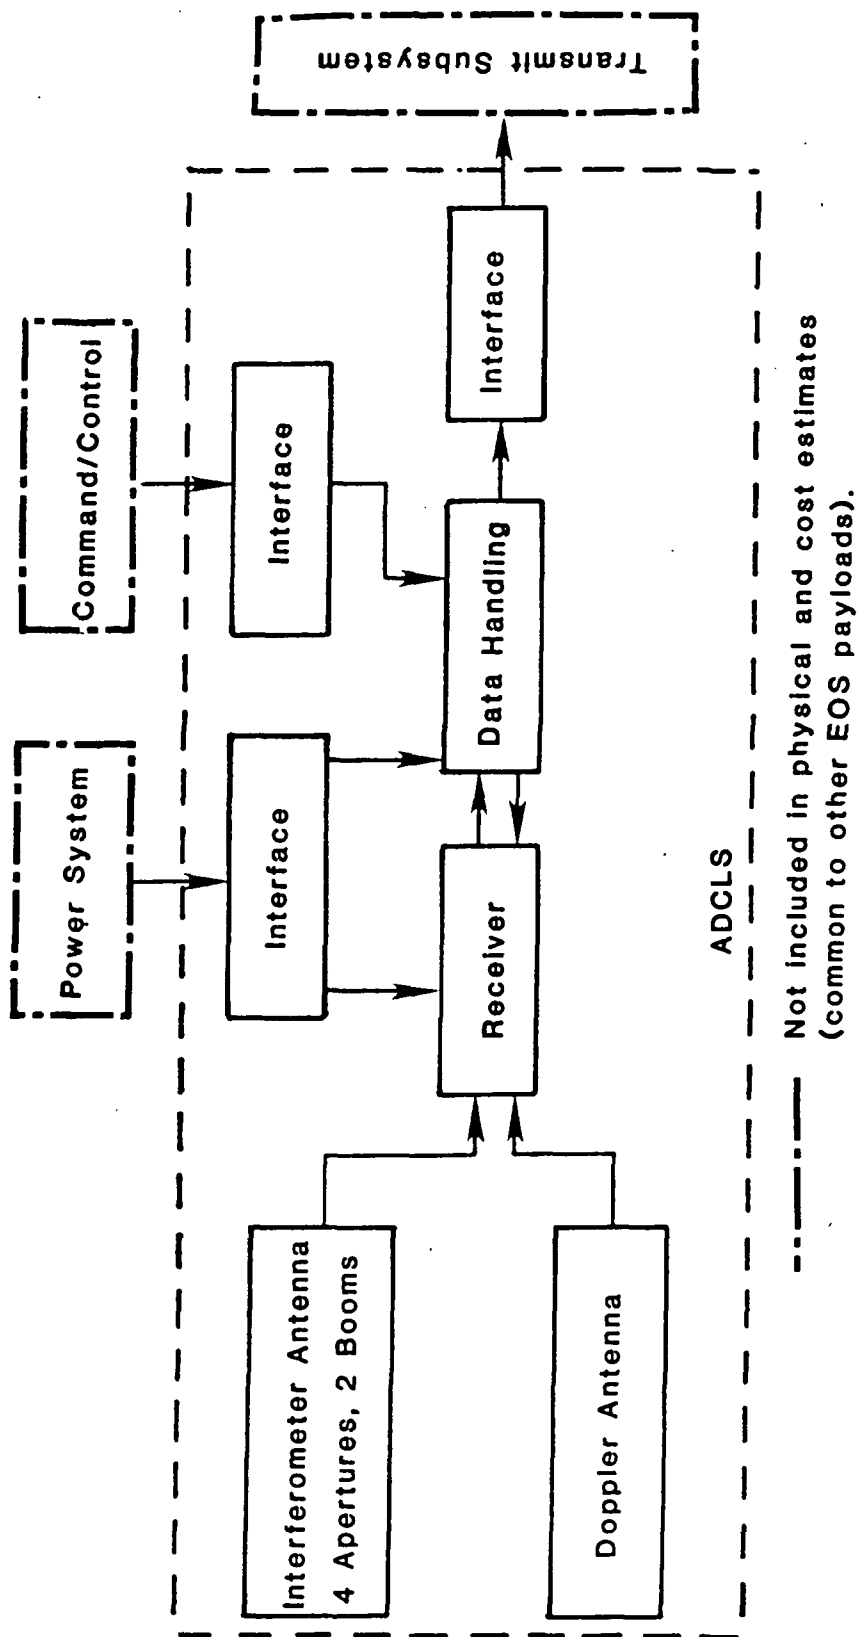 Power System
Command/Control
Transmit Subsystem
Interface
Interface
Interferometer Antenna
4 Apertures, 2 Booms
Receiver
Data Handling
Interface
Doppler Antenna
ADCLS
Not included in physical and cost estimates
(common to other EOS payloads).